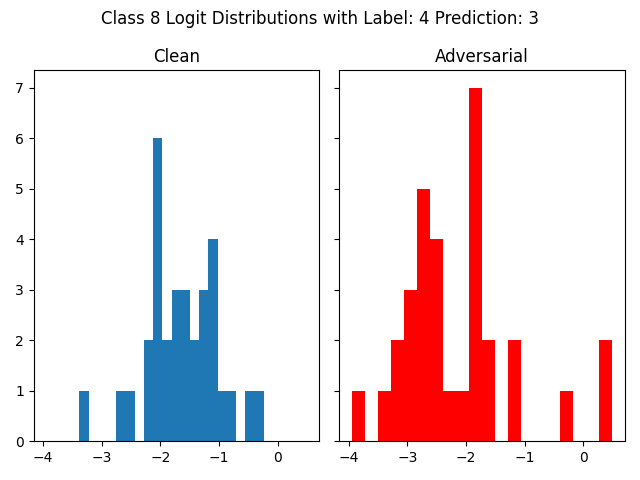 Class 8 Logit Distributions with Label: 4 Prediction: 3
Clean
Adversarial
7
6
5
4
3
2
1
0
−4 −3 −2 −1 0
−4 −3 −2 −1 0